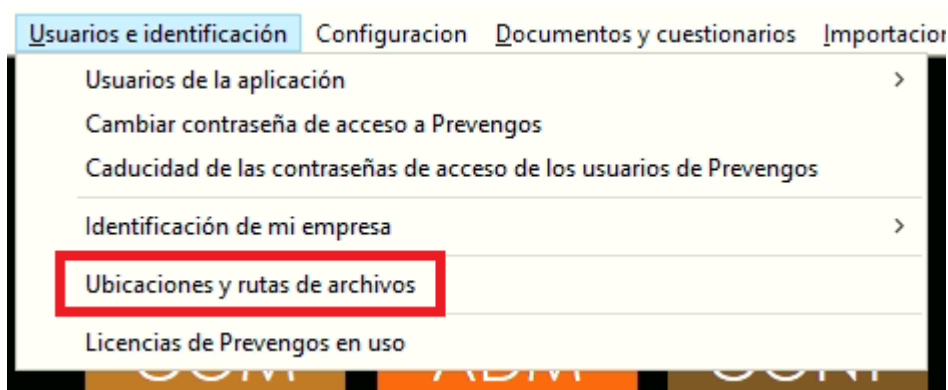 Usuarios e identificación Configuracion Documentos y cuestionarios
Usuarios de la aplicación >
Cambiar contraseña de acceso a Prevengos
Caducidad de las contraseñas de acceso de los usuarios de Prevengos
Identificación de mi empresa >
Ubicaciones y rutas de archivos
Licencias de Prevengos en uso